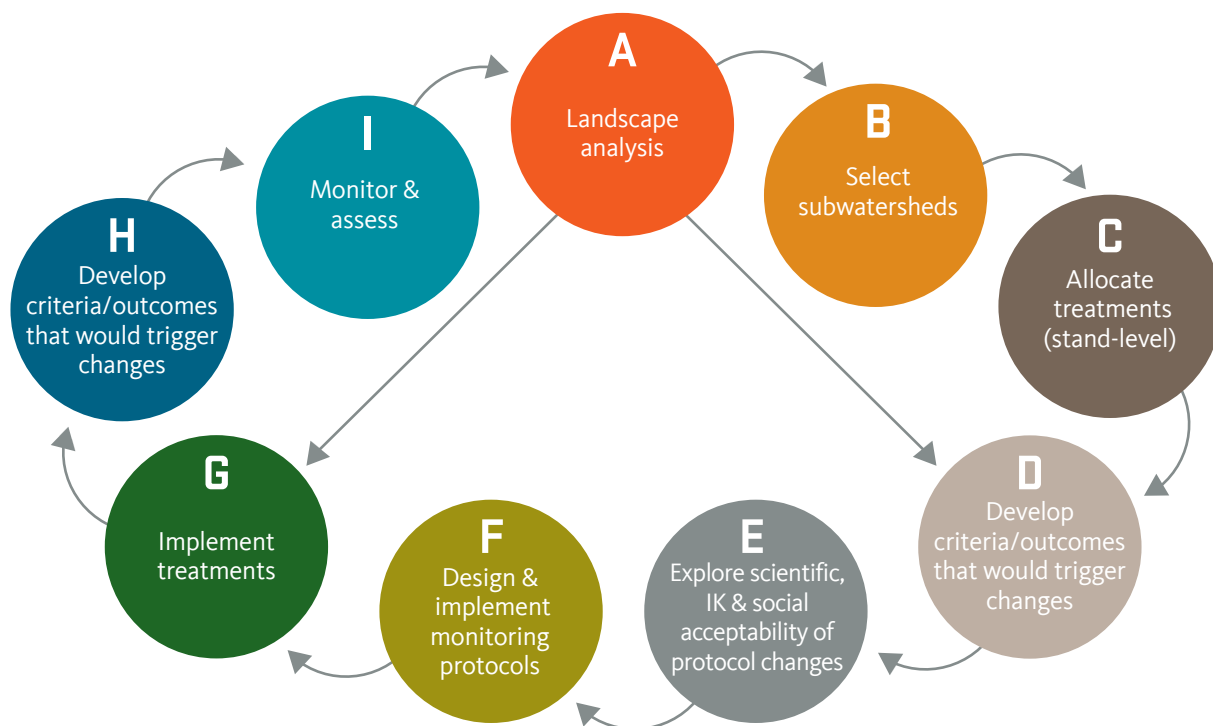 A
Landscape
analysis
B
Select
subwatersheds
C
Allocate
treatments
(stand-level)
D
Develop
criteria/outcomes
that would trigger
changes
E
Explore scientific,
IK & social
acceptability of
protocol changes
F
Design &
implement
monitoring
protocols
G
Implement
treatments
H
Develop
criteria/outcomes
that would trigger
changes
I
Monitor &
assess